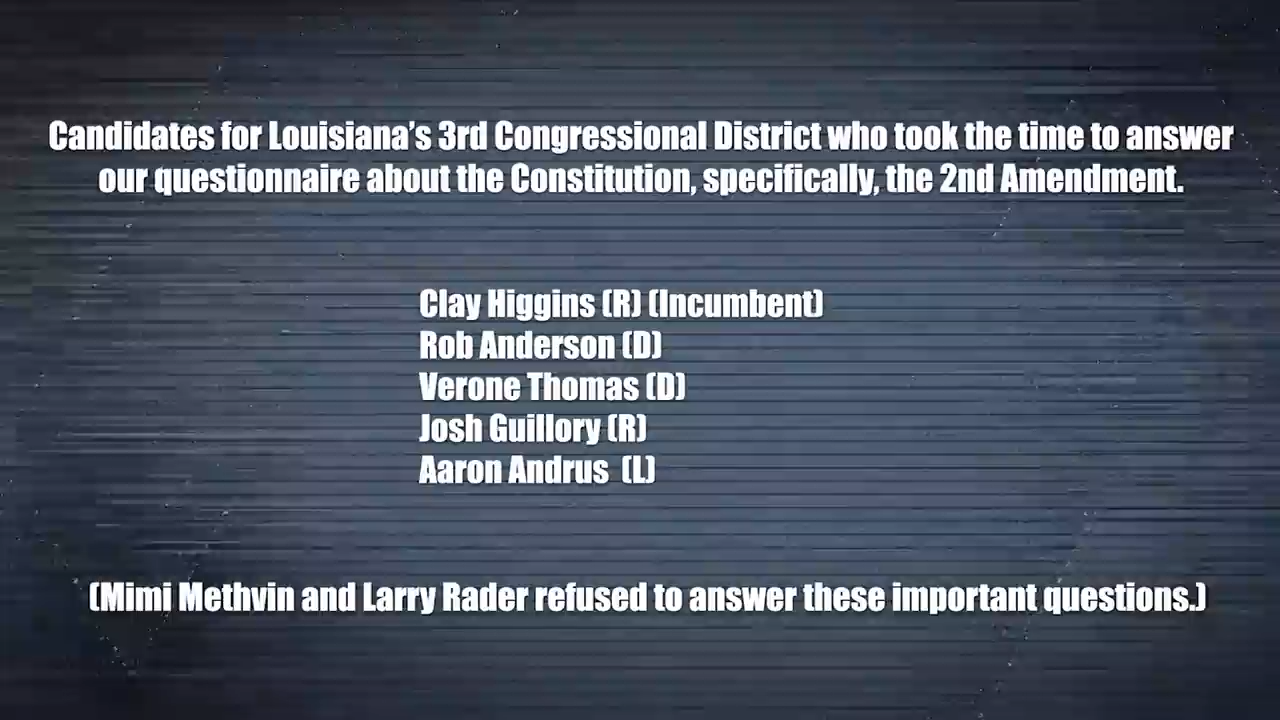 Candidates for Louisiana's 3rd Congressional District who took the time to answer
our questionnaire about the Constitution, specifically, the 2nd Amendment.
Clay Higgins (R) (Incumbent)
Rob Anderson (D)
Verone Thomas (D)
Josh Guillory (R)
Aaron Andrus (L)
(Mimi Methvin and Larry Rader refused to answer these important questions.)